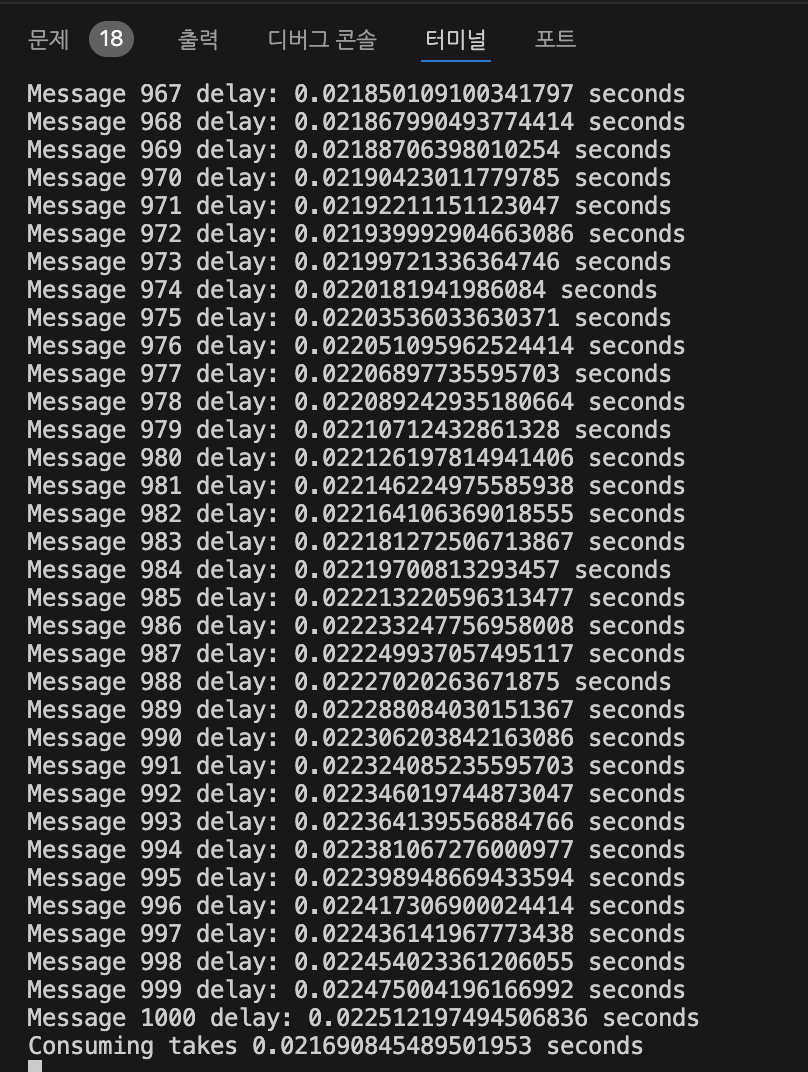 문제 18 출력 디버그 콘솔 터미널 포트
Message 967 delay: 0.021850109100341797 seconds
Message 968 delay: 0.021867990493774414 seconds
Message 969 delay: 0.02188706398010254 seconds
Message 970 delay: 0.02190423011779785 seconds
Message 971 delay: 0.02192211151123047 seconds
Message 972 delay: 0.021939992904663086 seconds
Message 973 delay: 0.02199721336364746 seconds
Message 974 delay: 0.0220181941986084 seconds
Message 975 delay: 0.02203536033630371 seconds
Message 976 delay: 0.022051095962524414 seconds
Message 977 delay: 0.02206897735595703 seconds
Message 978 delay: 0.022089242935180664 seconds
Message 979 delay: 0.02210712432861328 seconds
Message 980 delay: 0.022126197814941406 seconds
Message 981 delay: 0.022146224975585938 seconds
Message 982 delay: 0.022164106369018555 seconds
Message 983 delay: 0.022181272506713867 seconds
Message 984 delay: 0.02219700813293457 seconds
Message 985 delay: 0.022213220596313477 seconds
Message 986 delay: 0.022233247756958008 seconds
Message 987 delay: 0.022249937057495117 seconds
Message 988 delay: 0.02227020263671875 seconds
Message 989 delay: 0.022288084030151367 seconds
Message 990 delay: 0.022306203842163086 seconds
Message 991 delay: 0.022324085235595703 seconds
Message 992 delay: 0.022346019744873047 seconds
Message 993 delay: 0.022364139556884766 seconds
Message 994 delay: 0.022381067276000977 seconds
Message 995 delay: 0.022398948669433594 seconds
Message 996 delay: 0.022417306900024414 seconds
Message 997 delay: 0.022436141967773438 seconds
Message 998 delay: 0.022454023361206055 seconds
Message 999 delay: 0.022475004196166992 seconds
Message 1000 delay: 0.022512197494506836 seconds
Consuming takes 0.021690845489501953 seconds